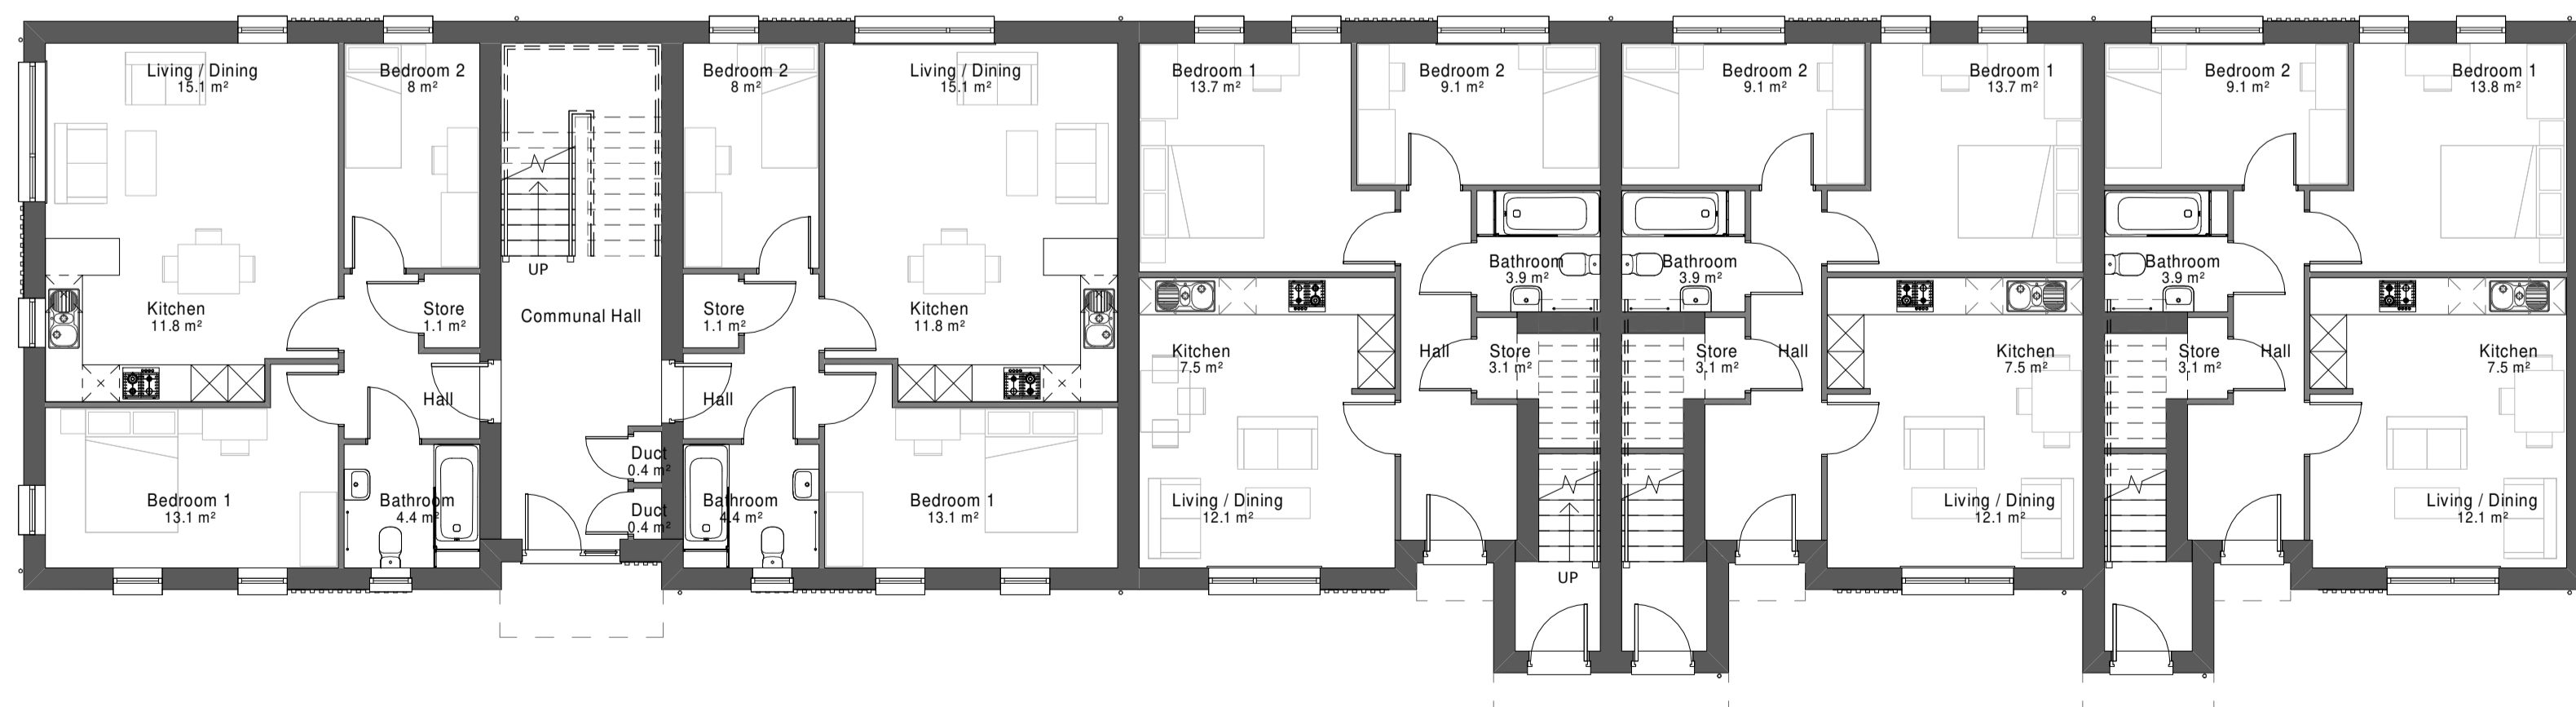 Living / Dining
15.1 m²
Bedroom 2
8 m²
Bedroom 2
8 m²
Living / Dining
15.1 m²
Bedroom 1
13.7 m²
Bedroom 2
9.1 m²
Bedroom 2
9.1 m²
Bedroom 1
13.7 m²
Bedroom 2
9.1 m²
Bedroom 1
13.8 m²
UP
Bathroom
3.9 m²
Bathroom
3.9 m²
Bathroom
3.9 m²
Kitchen
11.8 m²
Store
1.1 m²
Communal Hall
Store
1.1 m²
Kitchen
11.8 m²
Kitchen
7.5 m²
Hall
Store
3.1 m²
Store
3.1 m²
Hall
Kitchen
7.5 m²
Store
3.1 m²
Hall
Kitchen
7.5 m²
Hall
Hall
Duct
0.4 m²
Bedroom 1
13.1 m²
Bathroom
4.4 m²
Duct
0.4 m²
Bathroom
4.4 m²
Bedroom 1
13.1 m²
Living / Dining
12.1 m²
Living / Dining
12.1 m²
Living / Dining
12.1 m²
UP